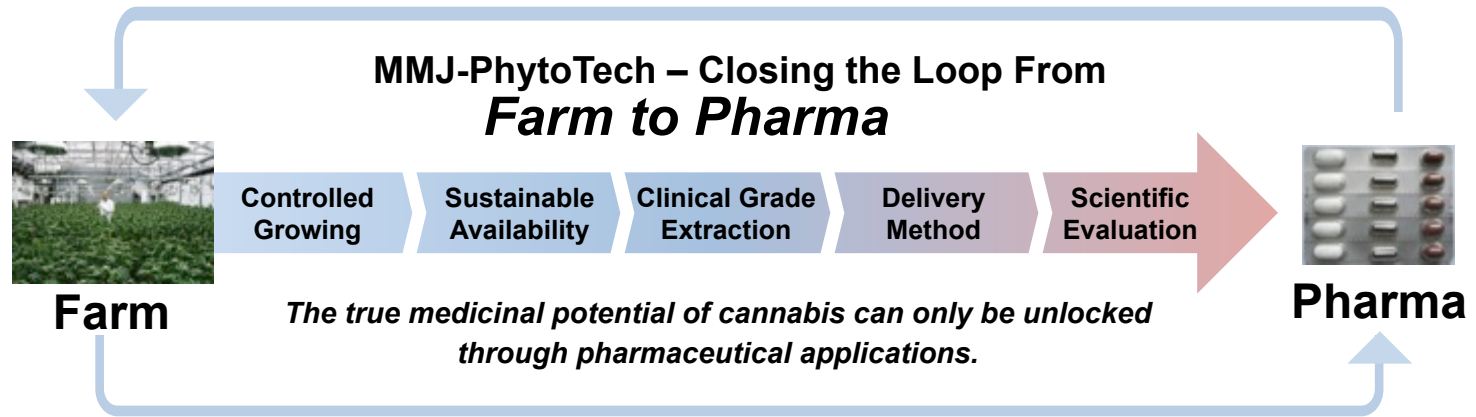 MMJ-PhytoTech – Closing the Loop From
Farm to Pharma
Controlled
Growing
Sustainable
Availability
Clinical Grade
Extraction
Delivery
Method
Scientific
Evaluation
Farm
Pharma
The true medicinal potential of cannabis can only be unlocked
through pharmaceutical applications.